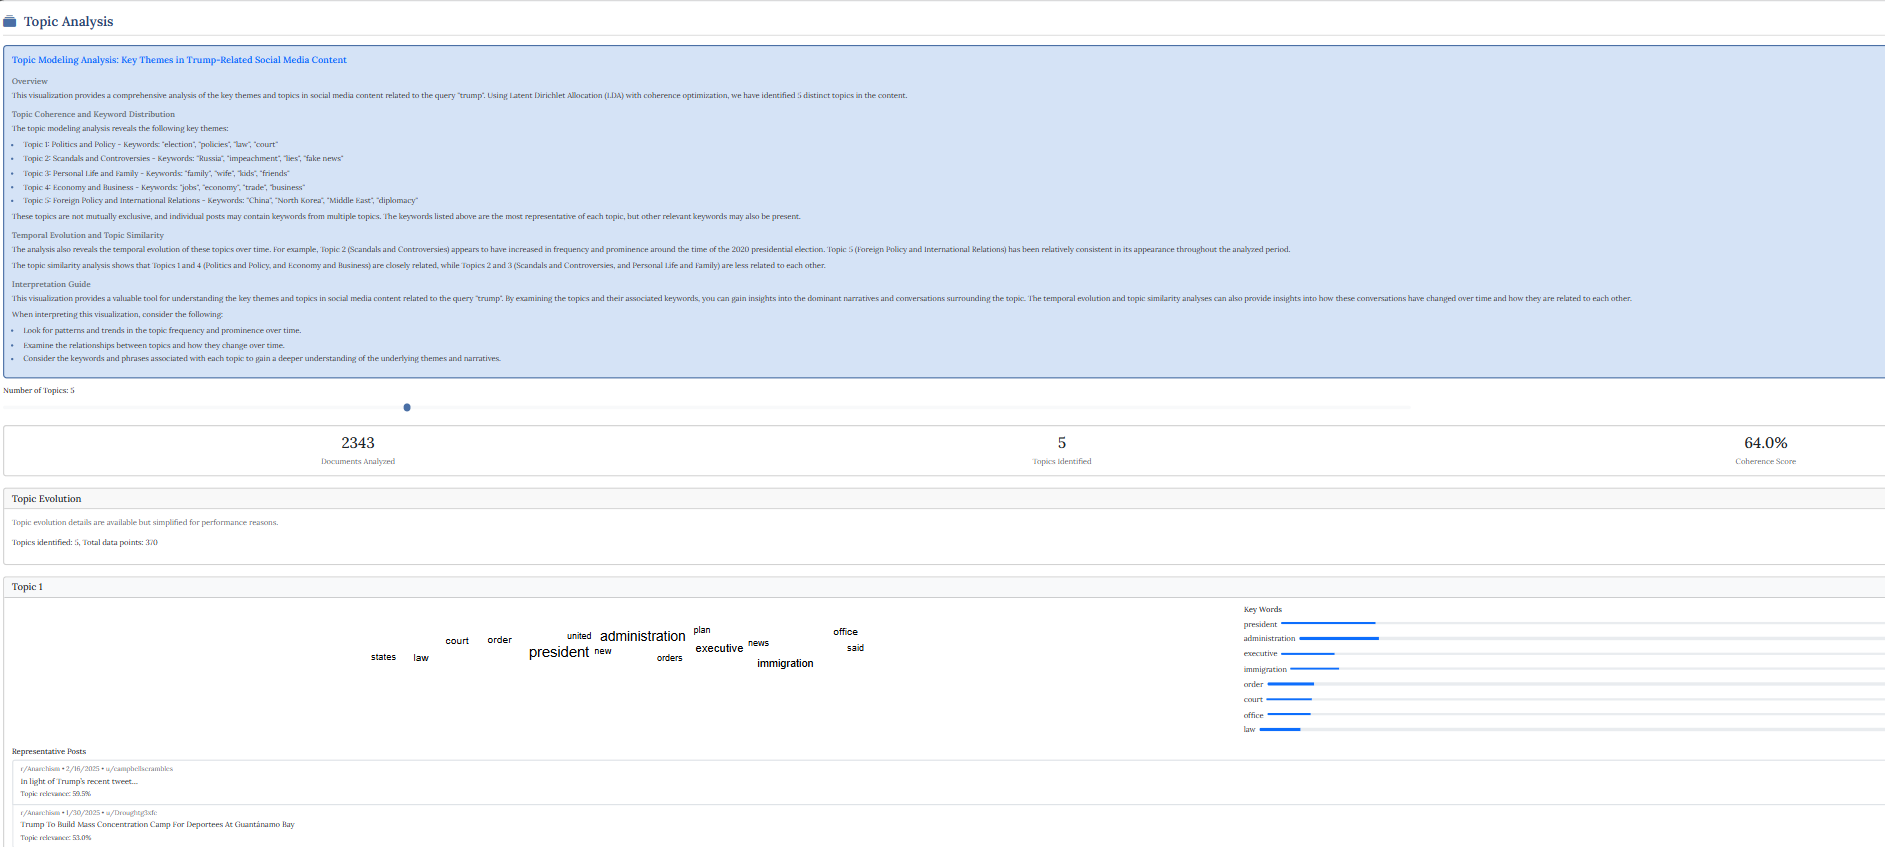 Topic Analysis
Topic Modeling Analysis: Key Themes in Trump-Related Social Media Content
Overview
This visualization provides a comprehensive analysis of the key themes and topics in social media content related to the query "trump". Using Latent Dirichlet Allocation (LDA) with coherence optimization, we have identified 5 distinct topics in the content.
Topic Coherence and Keyword Distribution
The topic modeling analysis reveals the following key themes:
• Topic 1: Politics and Policy - Keywords: "election", "policies", "law", "court"
• Topic 2: Scandals and Controversies - Keywords: "Russia", "impeachment", "lies", "fake news"
• Topic 3: Personal Life and Family - Keywords: "family", "wife", "kids", "friends"
• Topic 4: Economy and Business - Keywords: "jobs", "economy", "trade", "business"
• Topic 5: Foreign Policy and International Relations - Keywords: "China", "North Korea", "Middle East", "diplomacy"
These topics are not mutually exclusive, and individual posts may contain keywords from multiple topics. The keywords listed above are the most representative of each topic, but other relevant keywords may also be present.
Temporal Evolution and Topic Similarity
The analysis also reveals the temporal evolution of these topics over time. For example, Topic 2 (Scandals and Controversies) appears to have increased in frequency and prominence around the time of the 2020 presidential election. Topic 5 (Foreign Policy and International Relations) has been relatively consistent in its appearance throughout the analyzed period.
The topic similarity analysis shows that Topics 1 and 4 (Politics and Policy, and Economy and Business) are closely related, while Topics 2 and 3 (Scandals and Controversies, and Personal Life and Family) are less related to each other.
Interpretation Guide
This visualization provides a valuable tool for understanding the key themes and topics in social media content related to the query "trump". By examining the topics and their associated keywords, you can gain insights into the dominant narratives and conversations surrounding the topic. The temporal evolution and topic similarity analyses can also provide insights into how these conversations have changed over time and how they are related to each other.
When interpreting this visualization, consider the following:
• Look for patterns and trends in the topic frequency and prominence over time.
• Examine the relationships between topics and how they change over time.
• Consider the keywords and phrases associated with each topic to gain a deeper understanding of the underlying themes and narratives.
Number of Topics: 5
2343
Documents Analyzed
5
Topics Identified
64.0%
Coherence Score
Topic Evolution
Topic evolution details are available but simplified for performance reasons.
Topics identified: 5, Total data points: 370
Topic 1
states law court order president united new administration orders plan executive news immigration office said
Key Words
president
administration
executive
immigration
order
court
office
law
Representative Posts
r/Anarchism • 2/16/2025 • u/campbellscrambles
in light of Trump's recent tweet...
Topic relevance: 59.5%
r/Anarchism • 1/30/2025 • u/Droughtg3xfc
Trump To Build Mass Concentration Camp For Deportees At Guantánamo Bay
Topic relevance: 53.0%